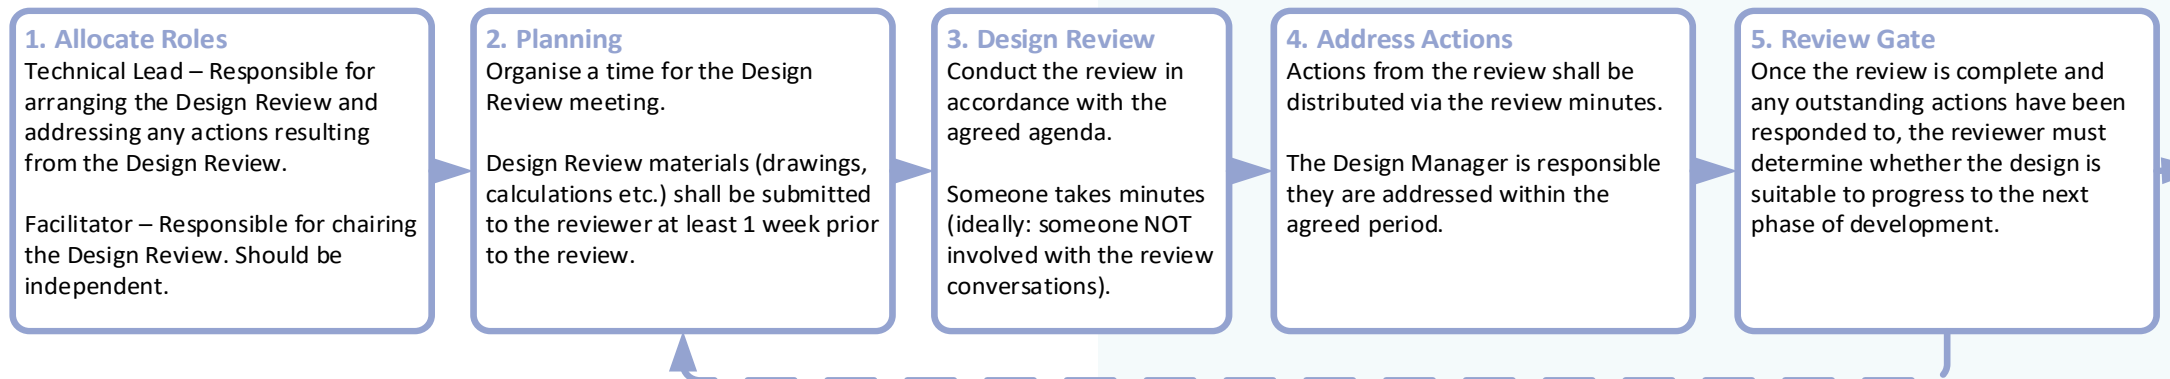 1. Allocate Roles
Technical Lead – Responsible for
arranging the Design Review and
addressing any actions resulting
from the Design Review.
Facilitator – Responsible for chairing
the Design Review. Should be
independent.
2. Planning
Organise a time for the Design
Review meeting.
Design Review materials (drawings,
calculations etc.) shall be submitted
to the reviewer at least 1 week prior
to the review.
3. Design Review
Conduct the review in
accordance with the
agreed agenda.
Someone takes minutes
(ideally: someone NOT
involved with the review
conversations).
4. Address Actions
Actions from the review shall be
distributed via the review minutes.
The Design Manager is responsible
they are addressed within the
agreed period.
5. Review Gate
Once the review is complete and
any outstanding actions have been
responded to, the reviewer must
determine whether the design is
suitable to progress to the next
phase of development.